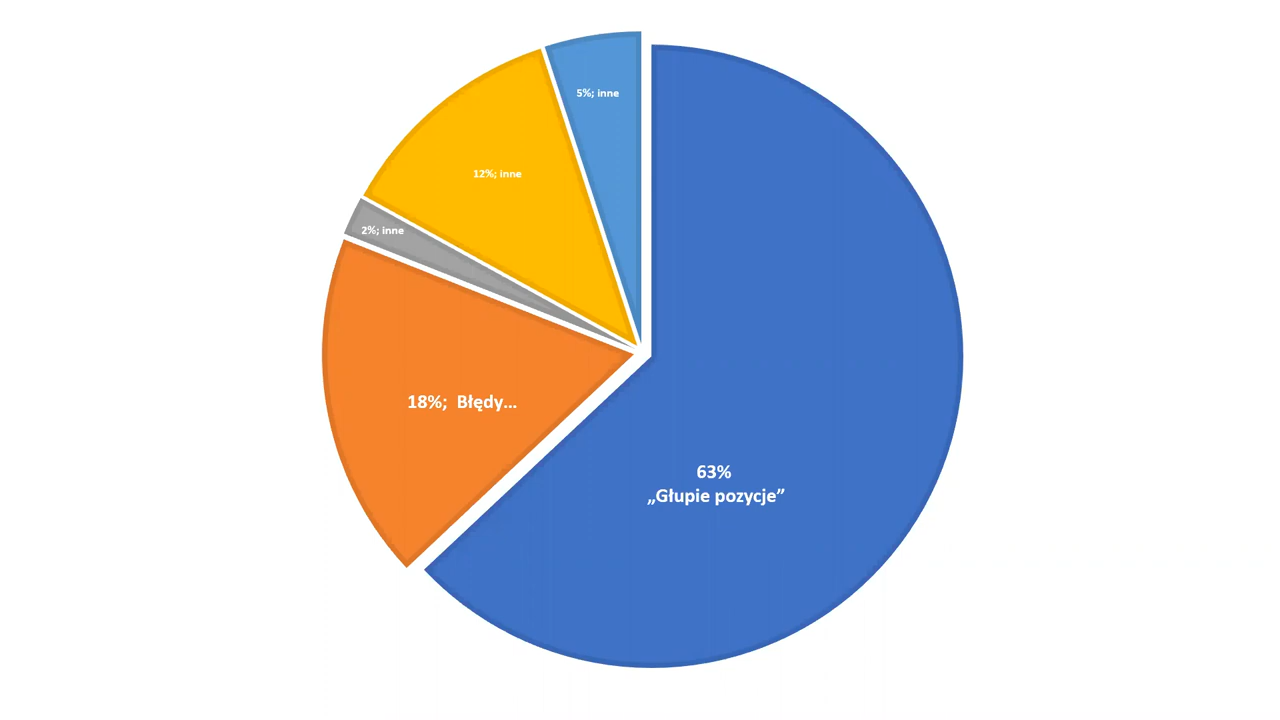 5%; inne
12%; inne
2%; inne
18%;  Błędy...
63%
„Głupie pozycje”